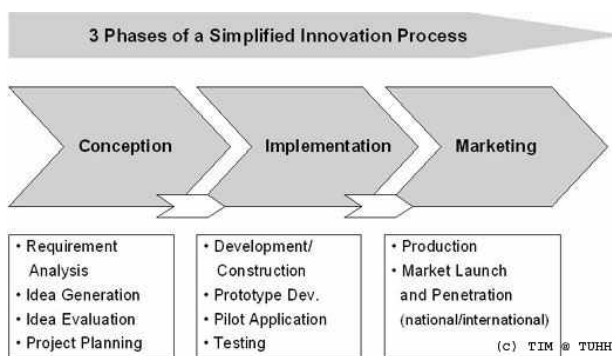 3 Phases of a Simplified Innovation Process
Conception
Implementation
Marketing
• Requirement
Analysis
• Idea Generation
• Idea Evaluation
• Project Planning
• Development/
Construction
• Prototype Dev.
• Pilot Application
• Testing
• Production
• Market Launch
and Penetration
(national/international)
(C) TIM @ TUHH